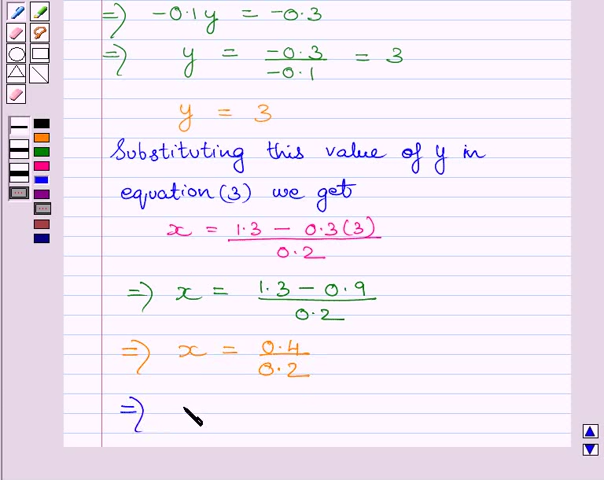 ⇒ -0.1y = -0.3
⇒ y = -0.3 / -0.1 = 3
y = 3
Substituting this value of y in
equation (3) we get
x = 1.3 - 0.3(3) / 0.2
⇒ x = 1.3 - 0.9 / 0.2
⇒ x = 0.4 / 0.2
⇒